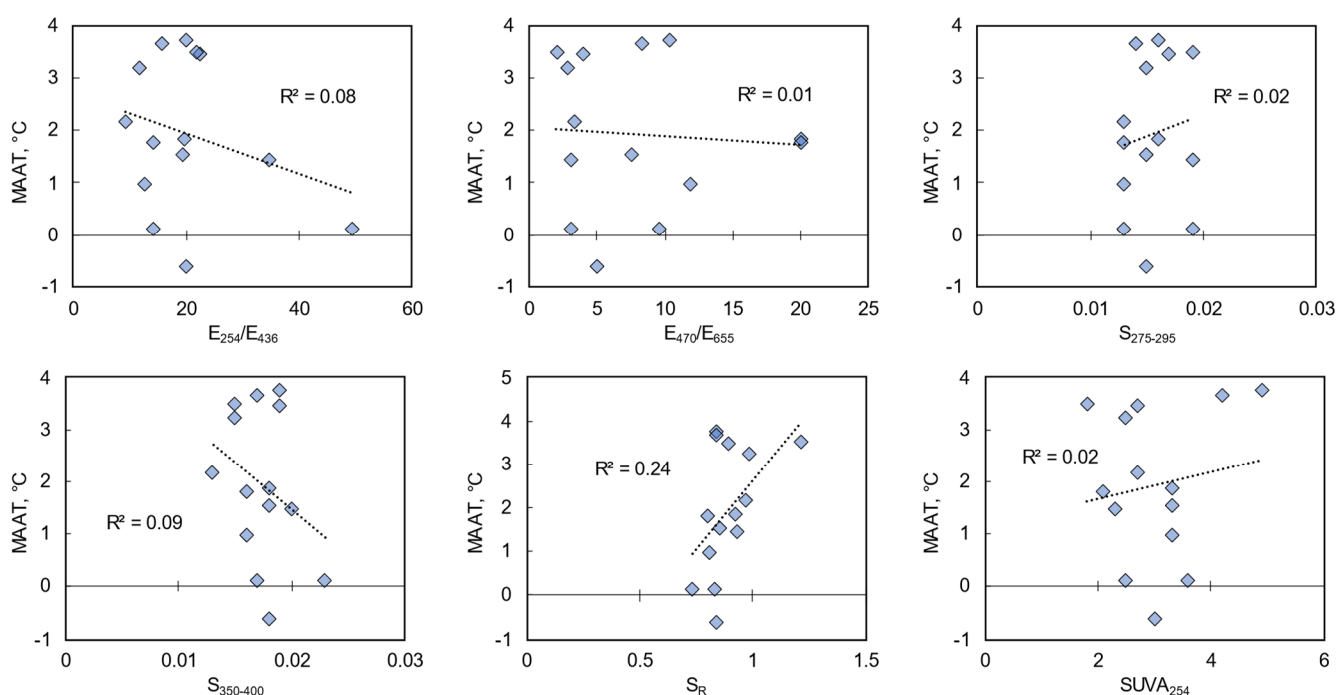 4
3
2
1
0
-1
MAAT, °C
R² = 0.08
0 20 40 60
E₂₅₄/E₄₃₆
4
3
2
1
0
-1
MAAT, °C
R² = 0.01
0 5 10 15 20 25
E₄₇₀/E₆₅₅
4
3
2
1
0
-1
MAAT, °C
R² = 0.02
0 0.01 0.02 0.03
S₂₇₅₋₂₉₅
4
3
2
1
0
-1
MAAT, °C
R² = 0.09
0 0.01 0.02 0.03
S₃₅₀₋₄₀₀
5
4
3
2
1
0
-1
MAAT, °C
R² = 0.24
0 0.5 1 1.5
S_R
4
3
2
1
0
-1
MAAT, °C
R² = 0.02
0 2 4 6
SUVA₂₅₄